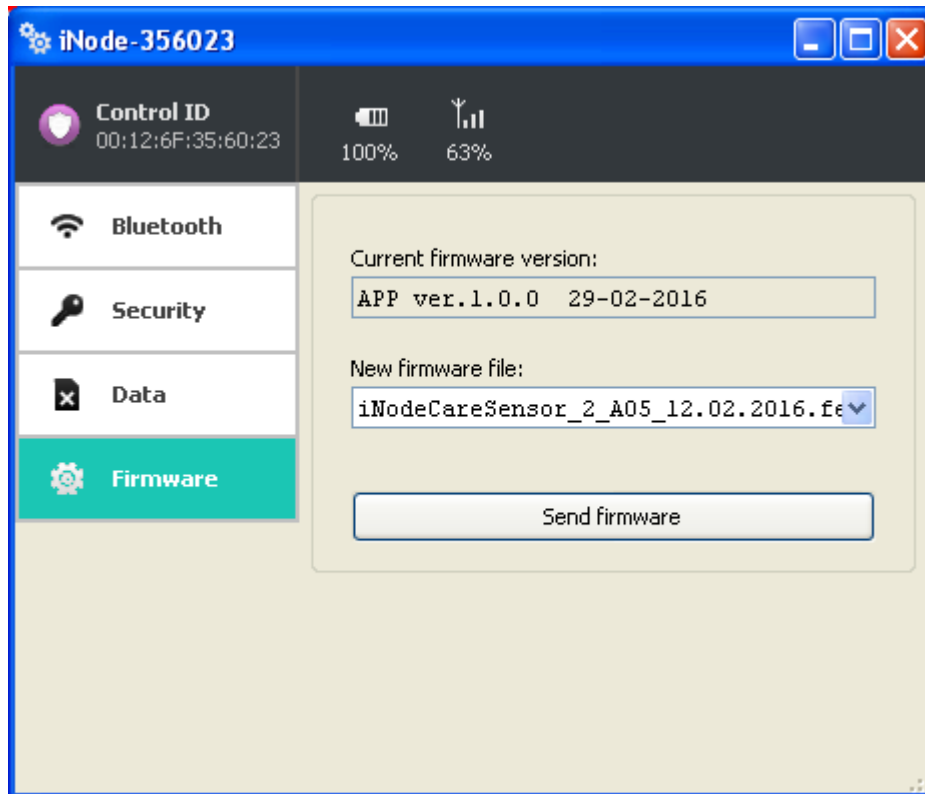 iNode-356023
Control ID
00:12:6F:35:60:23
100%
63%
Bluetooth
Security
Data
Firmware
Current firmware version:
APP ver.1.0.0 29-02-2016
New firmware file:
iNodeCareSensor_2_A05_12.02.2016.fe
Send firmware